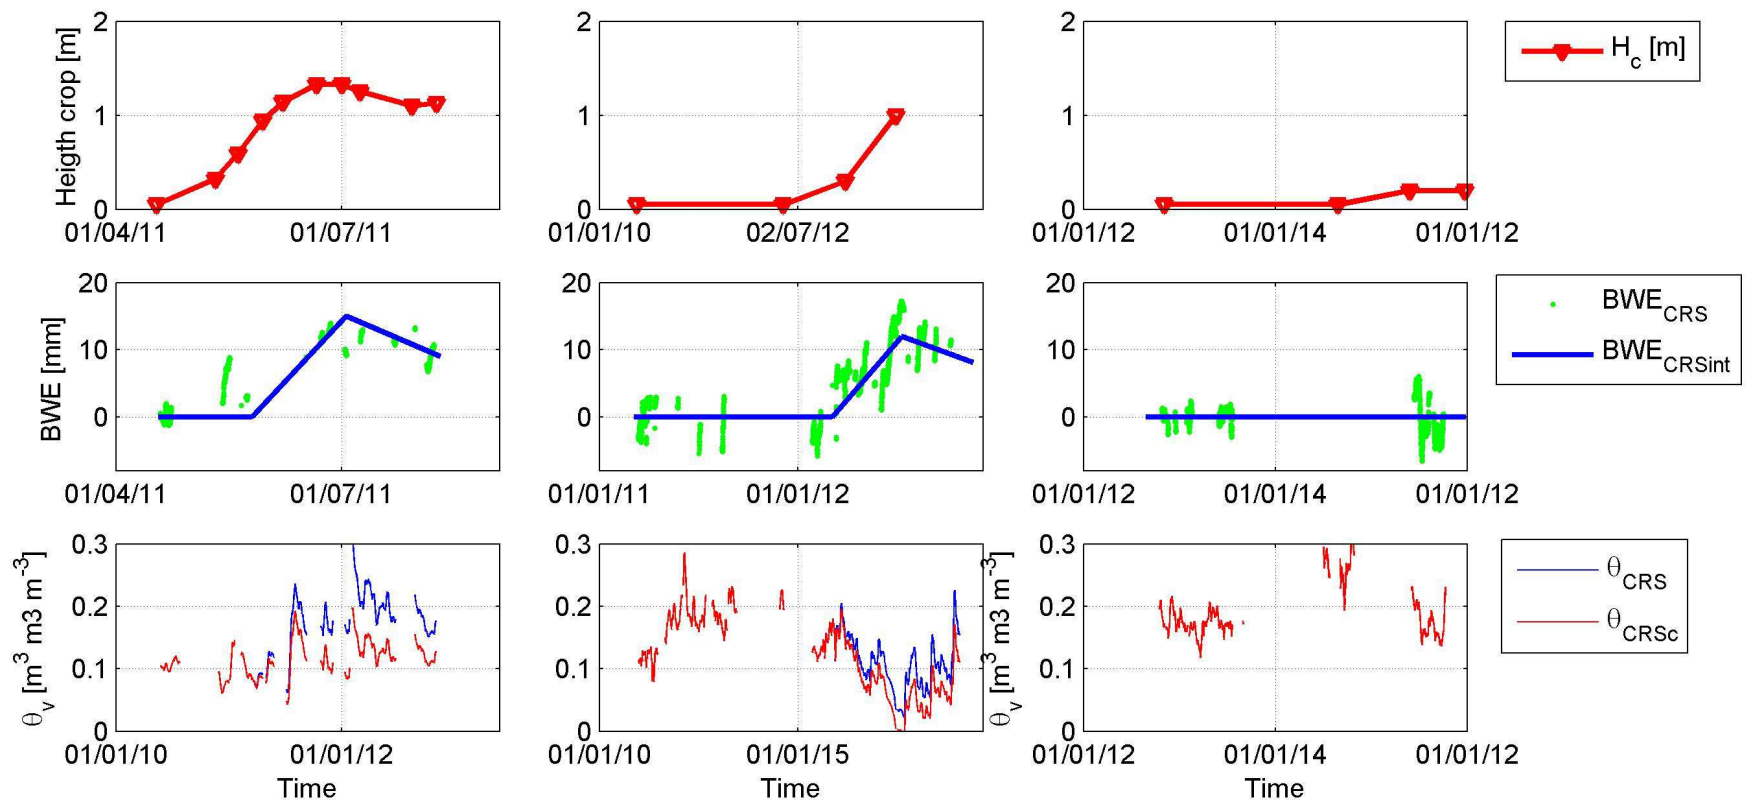 2 2 2
Heigth crop [m]
1 1 1
0 0 0
01/04/11 01/07/11 01/01/10 02/07/12 01/01/12 01/01/14 01/01/12
H_c [m]
20 20 20
BWE [mm]
10 10 10
0 0 0
01/04/11 01/07/11 01/01/11 01/01/12 01/01/12 01/01/14 01/01/12
BWE_CRS
BWE_CRSint
0.3 0.3 0.3
θ_v [m³ m3 m⁻³]
0.2 0.2 0.2
0.1 0.1 0.1
0 0 0
θ_v [m³ m3 m⁻³]
01/01/10 01/01/12 01/01/10 01/01/15 01/01/12 01/01/14 01/01/12
Time Time Time
θ_CRS
θ_CRSc